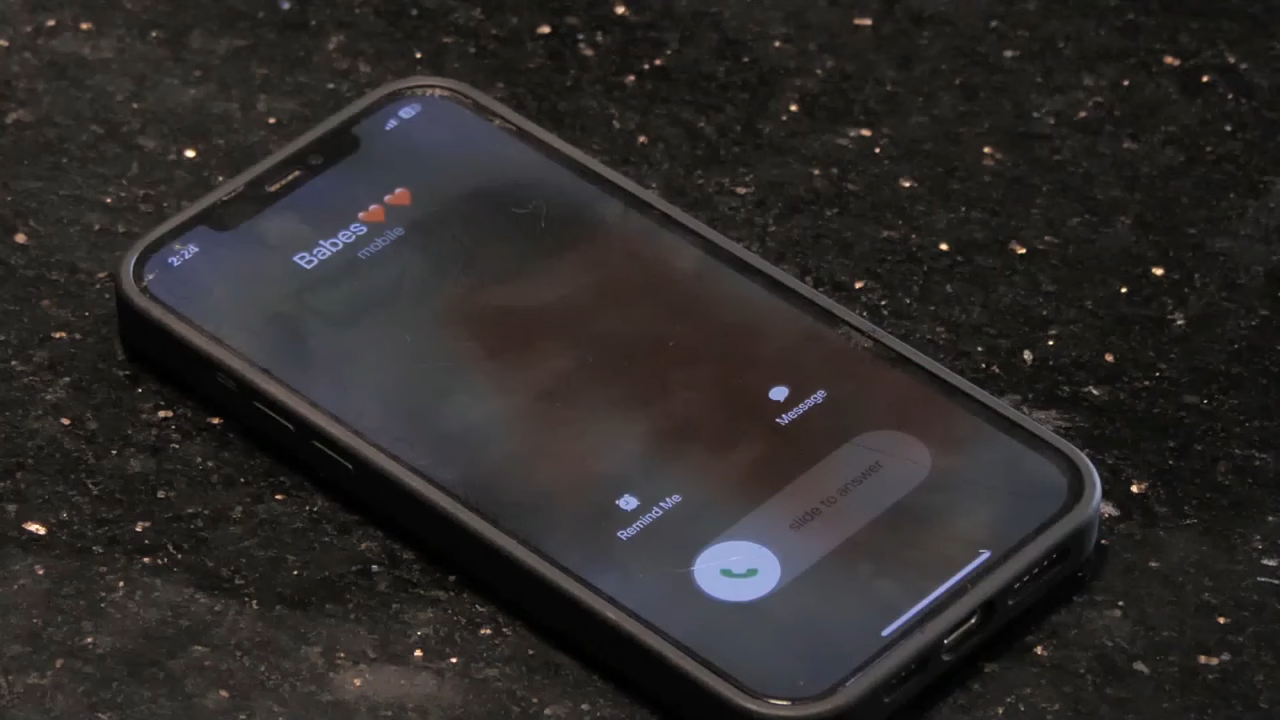 2:24
Babes❤️❤️
mobile
Message
Remind Me
slide to answer